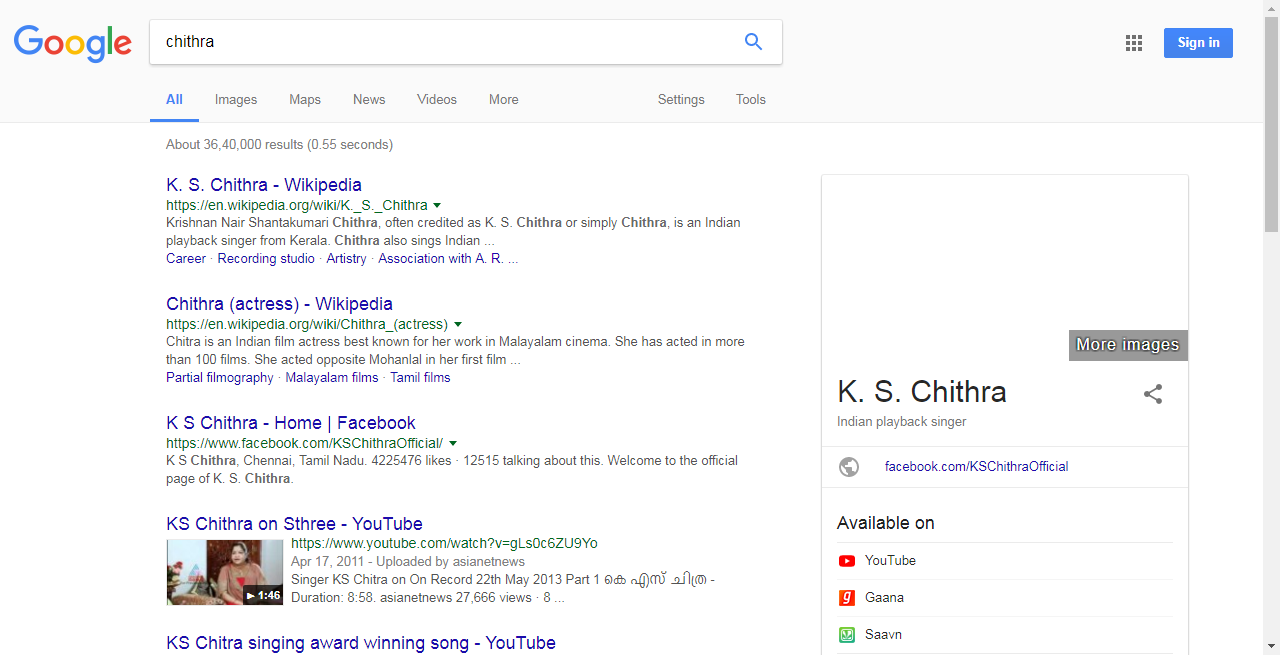 Google
chithra
Sign in
All Images Maps News Videos More Settings Tools
About 36,40,000 results (0.55 seconds)
K. S. Chithra - Wikipedia
https://en.wikipedia.org/wiki/K._S._Chithra
Krishnan Nair Shantakumari Chithra, often credited as K. S. Chithra or simply Chithra, is an Indian
playback singer from Kerala. Chithra also sings Indian ...
Career · Recording studio · Artistry · Association with A. R. ...
Chithra (actress) - Wikipedia
https://en.wikipedia.org/wiki/Chithra_(actress)
Chitra is an Indian film actress best known for her work in Malayalam cinema. She has acted in more
than 100 films. She acted opposite Mohanlal in her first film ...
Partial filmography · Malayalam films · Tamil films
K S Chithra - Home | Facebook
https://www.facebook.com/KSChithraOfficial/
K S Chithra, Chennai, Tamil Nadu. 4225476 likes · 12515 talking about this. Welcome to the official
page of K. S. Chithra.
KS Chithra on Sthree - YouTube
https://www.youtube.com/watch?v=gLs0c6ZU9Yo
Apr 17, 2011 - Uploaded by asianetnews
Singer KS Chitra on On Record 22th May 2013 Part 1 കെ എസ് ചിത്ര -
Duration: 8:58. asianetnews 27,666 views · 8 ...
1:46
KS Chitra singing award winning song - YouTube
More images
K. S. Chithra
Indian playback singer
facebook.com/KSChithraOfficial
Available on
YouTube
Gaana
Saavn